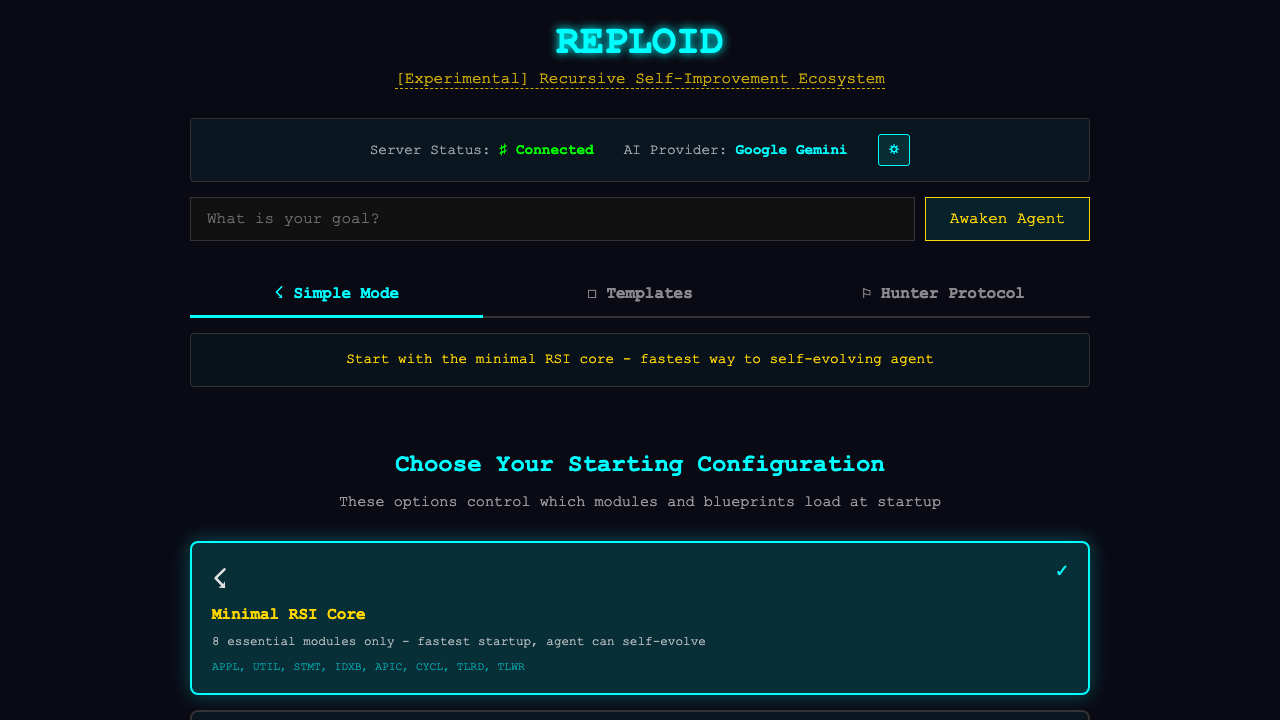 REPLOID
[Experimental] Recursive Self-Improvement Ecosystem
Server Status: ♯ Connected AI Provider: Google Gemini ⚙
What is your goal?
Awaken Agent
☇ Simple Mode
□ Templates
⚐ Hunter Protocol
Start with the minimal RSI core - fastest way to self-evolving agent
Choose Your Starting Configuration
These options control which modules and blueprints load at startup
☇ ✓
Minimal RSI Core
8 essential modules only - fastest startup, agent can self-evolve
APPL, UTIL, STMT, IDXB, APIC, CYCL, TLRD, TLWR